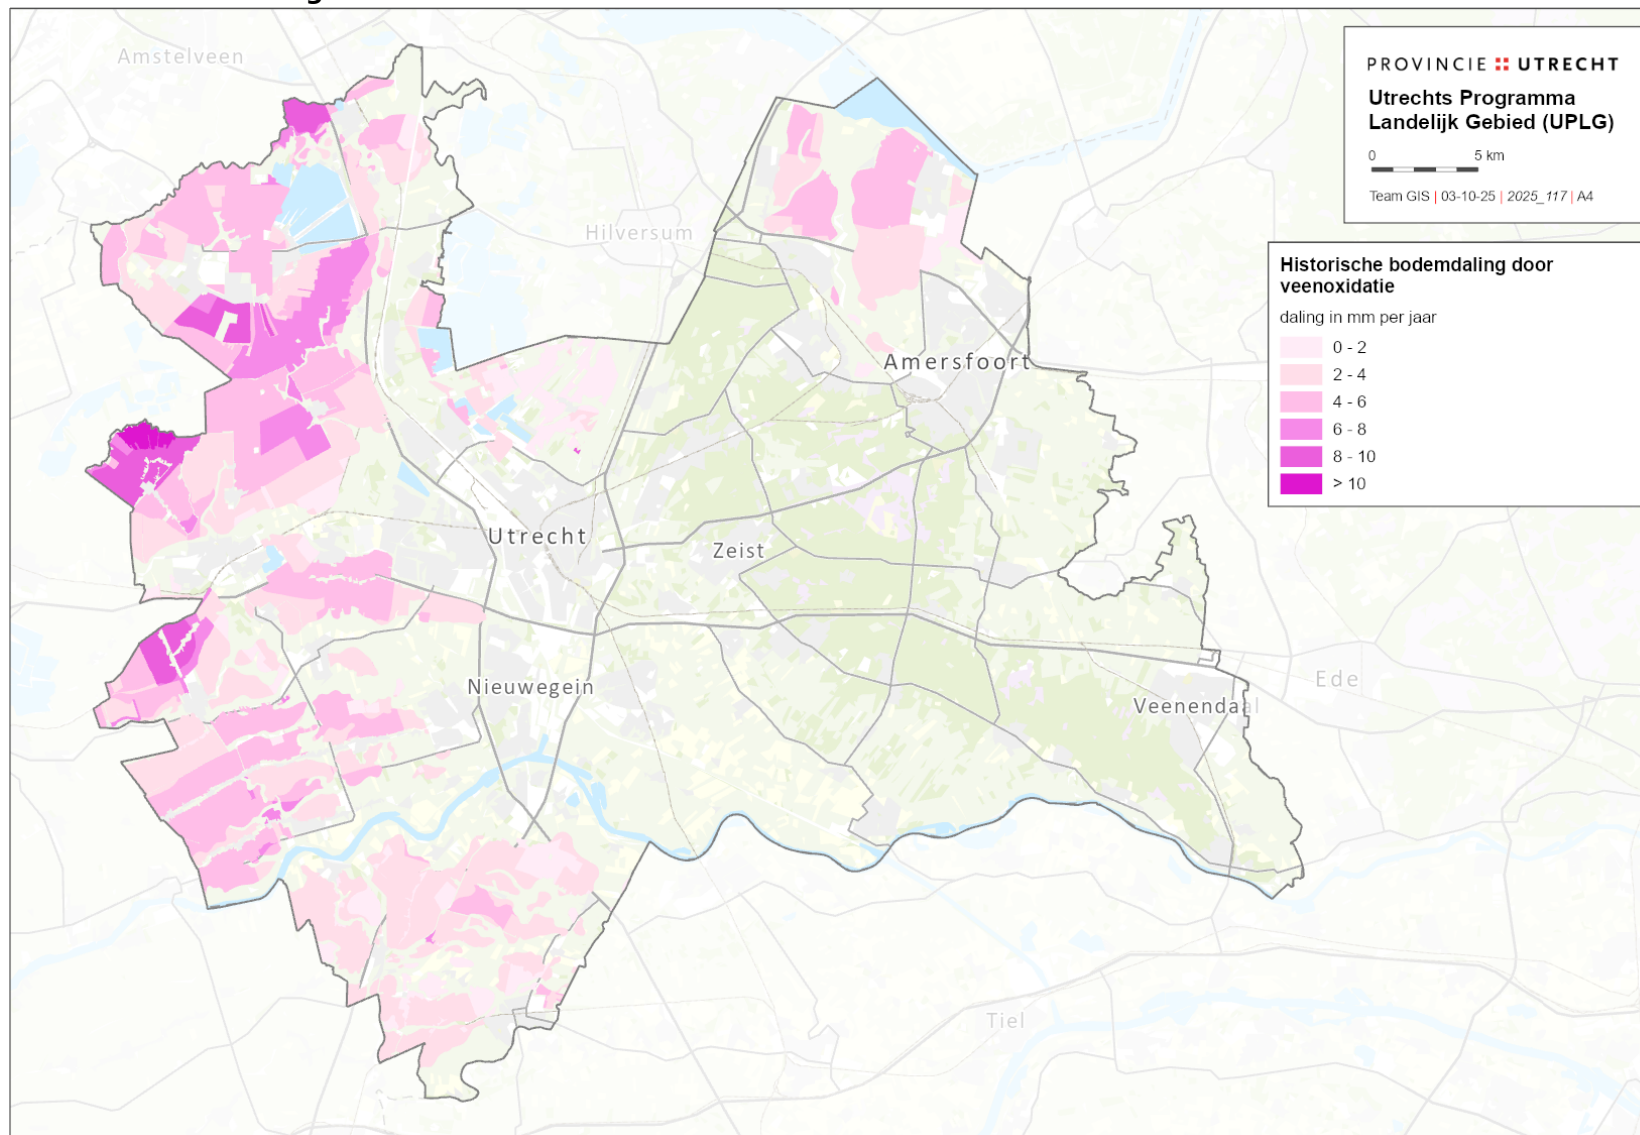 g
Amstelveen
Hilversum
Amersfoort
Utrecht
Zeist
Nieuwegein
Veenendaal
Ede
Tiel
PROVINCIE UTRECHT
Utrechts Programma
Landelijk Gebied (UPLG)
0 5 km
Team GIS | 03-10-25 | 2025_117 | A4
Historische bodemdaling door
veenoxidatie
daling in mm per jaar
0 - 2
2 - 4
4 - 6
6 - 8
8 - 10
> 10